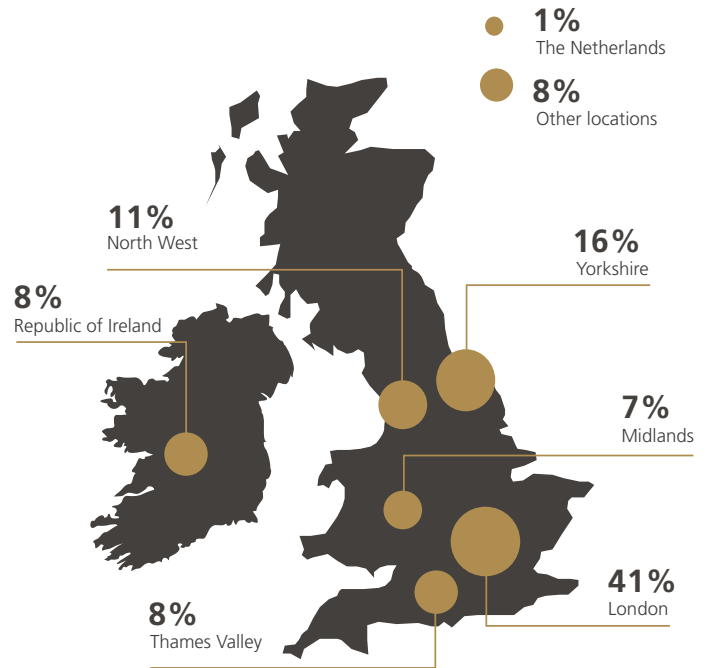 1%
The Netherlands
8%
Other locations
11%
North West
16%
Yorkshire
8%
Republic of Ireland
7%
Midlands
41%
London
8%
Thames Valley